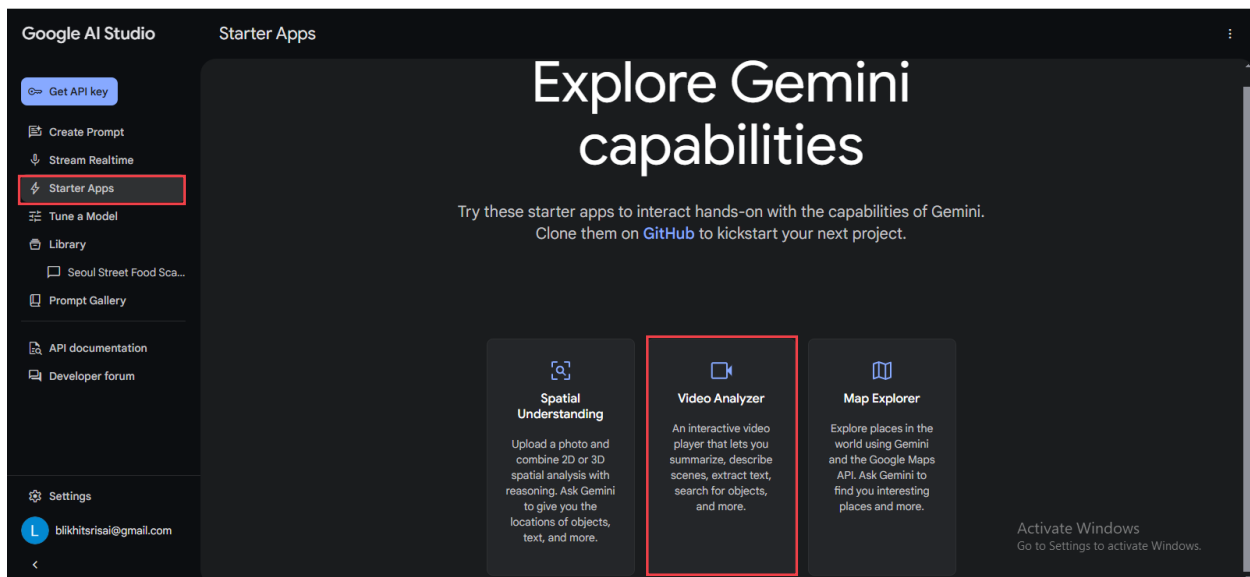 Google AI Studio
Starter Apps
Get API key
Create Prompt
Stream Realtime
Starter Apps
Tune a Model
Library
Seoul Street Food Sca...
Prompt Gallery
API documentation
Developer forum
Settings
L
blikhitsrisai@gmail.com
Explore Gemini
capabilities
Try these starter apps to interact hands-on with the capabilities of Gemini.
Clone them on GitHub to kickstart your next project.
Spatial
Understanding
Upload a photo and
combine 2D or 3D
spatial analysis with
reasoning. Ask Gemini
to give you the
locations of objects,
text, and more.
Video Analyzer
An interactive video
player that lets you
summarize, describe
scenes, extract text,
search for objects,
and more.
Map Explorer
Explore places in the
world using Gemini
and the Google Maps
API. Ask Gemini to
find you interesting
places and more.
Activate Windows
Go to Settings to activate Windows.